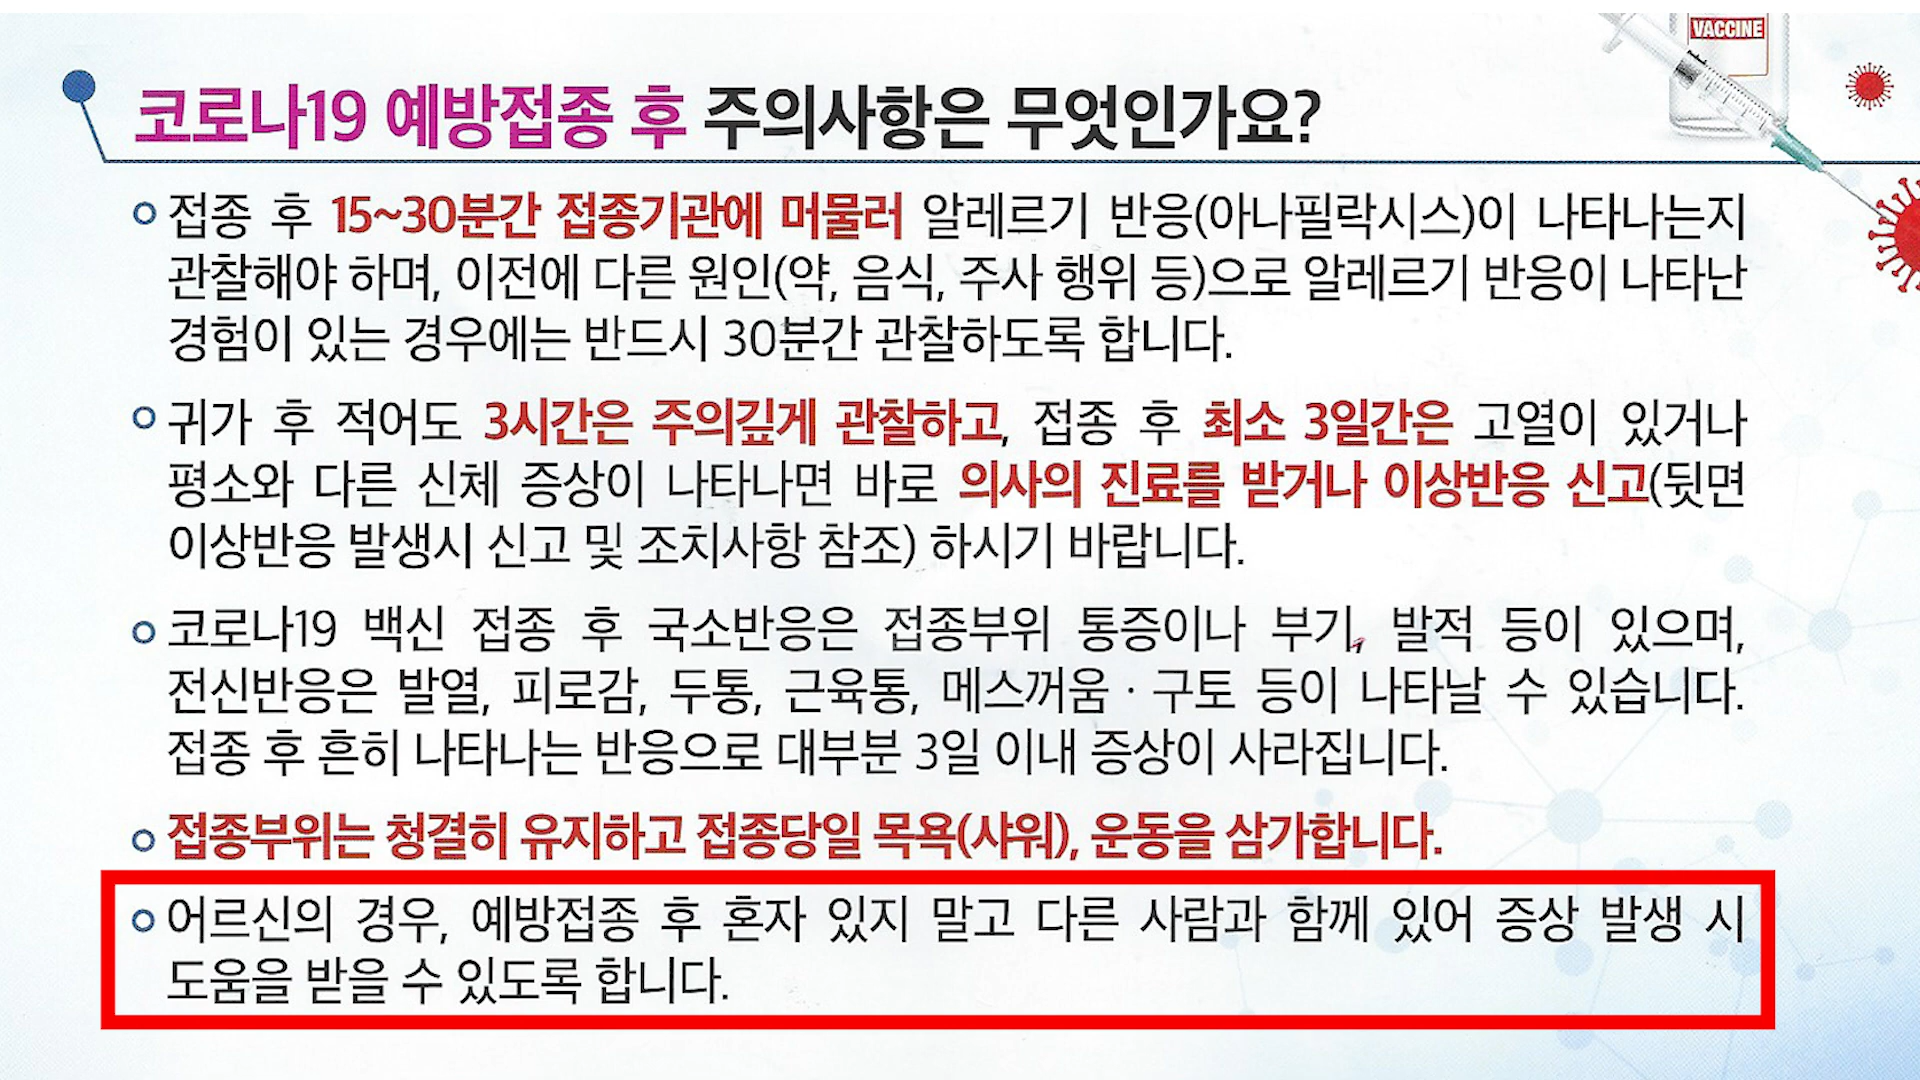 VACCINE
코로나19 예방접종 후 주의사항은 무엇인가요?
접종 후 15~30분간 접종기관에 머물러 알레르기 반응(아나필락시스)이 나타나는지
관찰해야 하며, 이전에 다른 원인(약, 음식, 주사 행위 등)으로 알레르기 반응이 나타난
경험이 있는 경우에는 반드시 30분간 관찰하도록 합니다.
귀가 후 적어도 3시간은 주의깊게 관찰하고, 접종 후 최소 3일간은 고열이 있거나
평소와 다른 신체 증상이 나타나면 바로 의사의 진료를 받거나 이상반응 신고(뒷면
이상반응 발생시 신고 및 조치사항 참조) 하시기 바랍니다.
코로나19 백신 접종 후 국소반응은 접종부위 통증이나 부기, 발적 등이 있으며,
전신반응은 발열, 피로감, 두통, 근육통, 메스꺼움·구토 등이 나타날 수 있습니다.
접종 후 흔히 나타나는 반응으로 대부분 3일 이내 증상이 사라집니다.
접종부위는 청결히 유지하고 접종당일 목욕(샤워), 운동을 삼가합니다.
어르신의 경우, 예방접종 후 혼자 있지 말고 다른 사람과 함께 있어 증상 발생 시
도움을 받을 수 있도록 합니다.